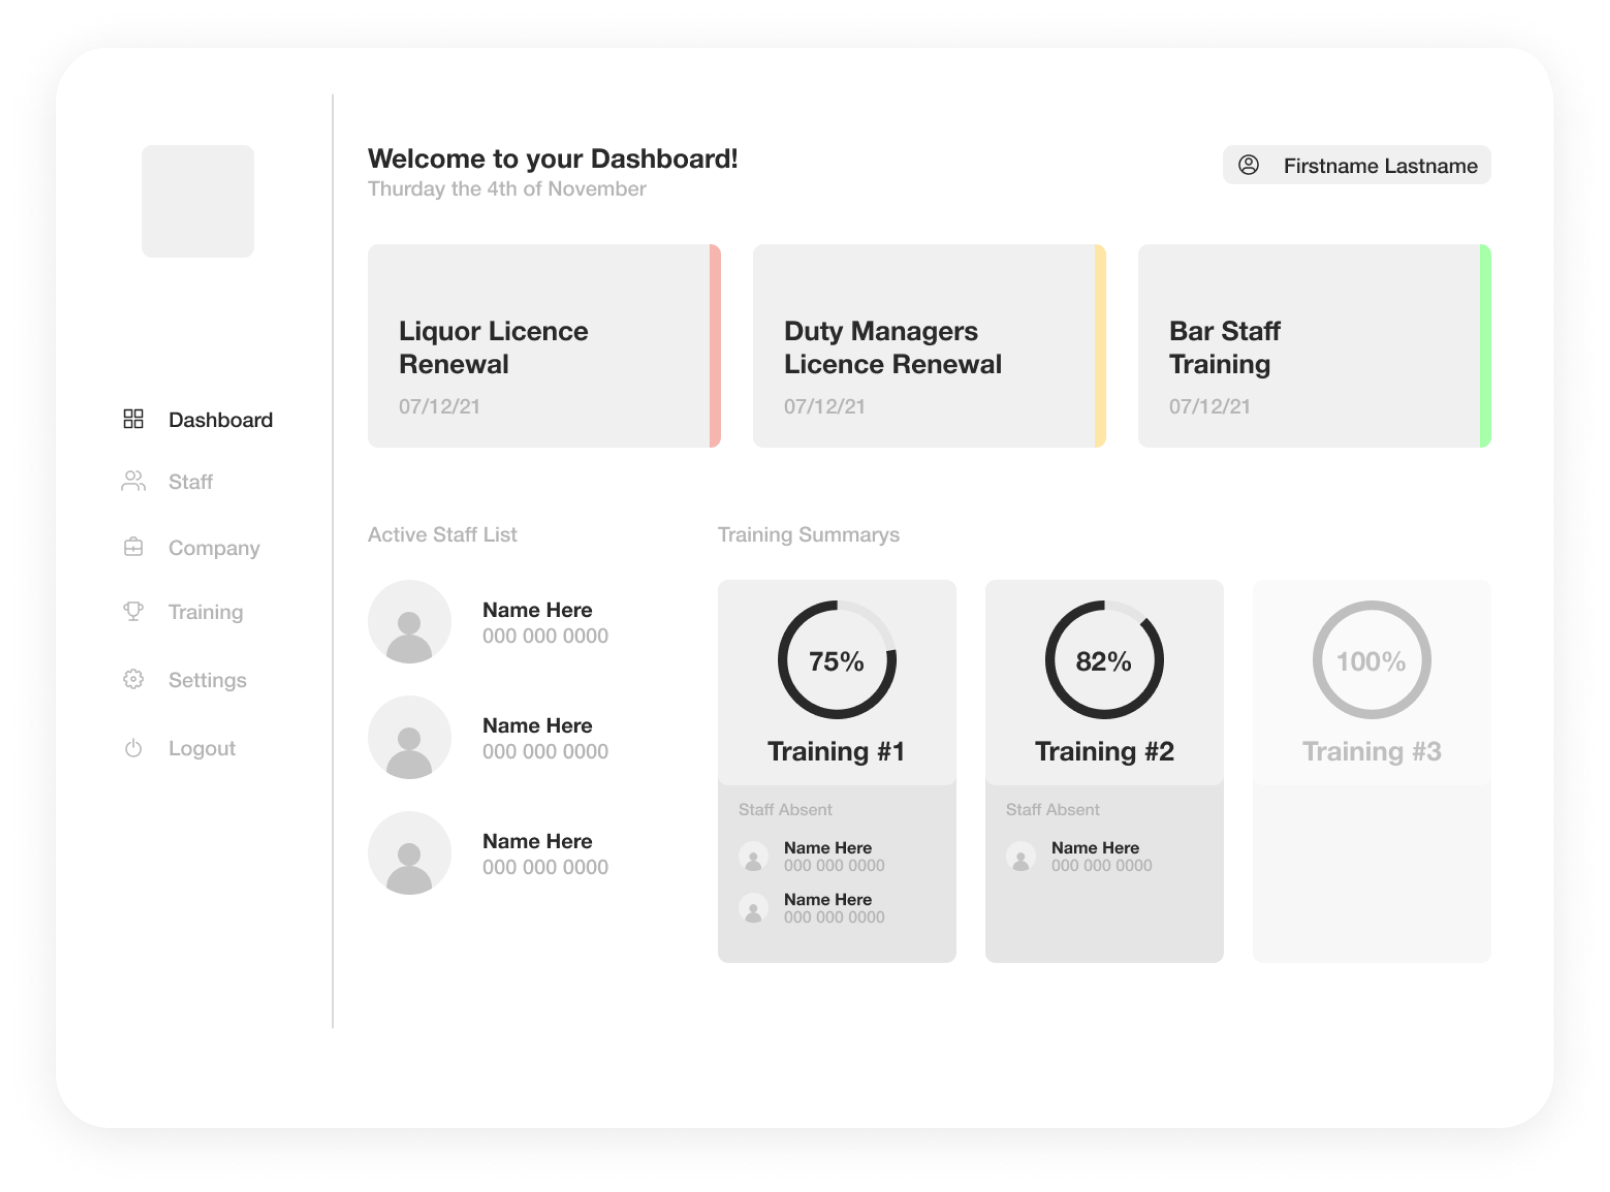 Welcome to your Dashboard!
Thurday the 4th of November
Firstname Lastname
Liquor Licence
Renewal
07/12/21
Duty Managers
Licence Renewal
07/12/21
Bar Staff
Training
07/12/21
Dashboard
Staff
Company
Training
Settings
Logout
Active Staff List
Name Here
000 000 0000
Name Here
000 000 0000
Name Here
000 000 0000
Training Summarys
75%
Training #1
Staff Absent
Name Here
000 000 0000
Name Here
000 000 0000
82%
Training #2
Staff Absent
Name Here
000 000 0000
100%
Training #3